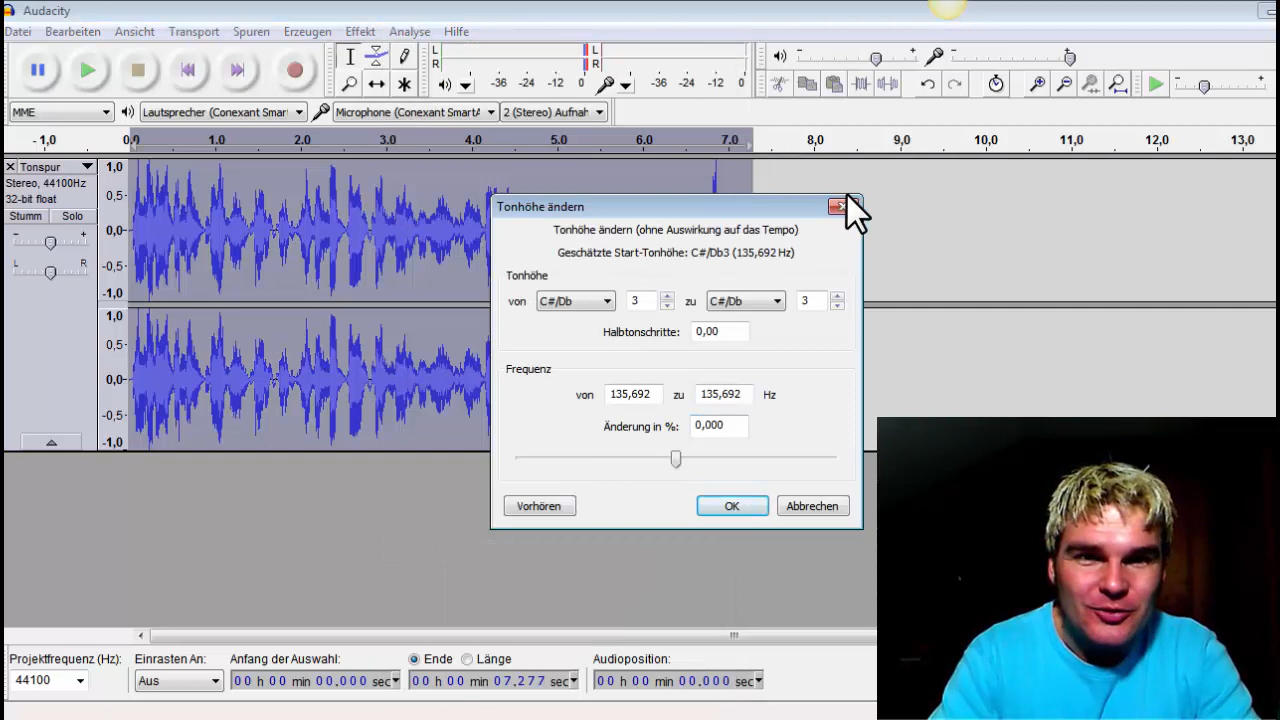 Audacity
Datei Bearbeiten Ansicht Transport Spuren Erzeugen Effekt Analyse Hilfe
L
R
-36 -24 -12 0
L
R
-36 -24 -12 0
- +
- +
MME
Lautsprecher (Conexant Smart
Microphone (Conexant SmartA
2 (Stereo) Aufnah
-1,0 0,0 1.0 2.0 3.0 4.0 5.0 6.0 7.0 8,0 9,0 10,0 11,0 12,0 13,0
Tonspur
Stereo, 44100Hz
32-bit float
Stumm Solo
- +
L R
1,0
0,5
0,0-
-0,5
-1,0
1,0
0,5
0,0-
-0,5
-1,0
Tonhöhe ändern
Tonhöhe ändern (ohne Auswirkung auf das Tempo)
Geschätzte Start-Tonhöhe: C#/Db3 (135,692 Hz)
Tonhöhe
von C#/Db 3 zu C#/Db 3
Halbtonschritte: 0,00
Frequenz
von 135,692 zu 135,692 Hz
Änderung in %: 0,000
Vorhören OK Abbrechen
Projektfrequenz (Hz): Einrasten An: Anfang der Auswahl: Ende Länge Audioposition:
44100 Aus 00 h 00 min 00.000 sec 00 h 00 min 07.277 sec 00 h 00 min 00.000 sec